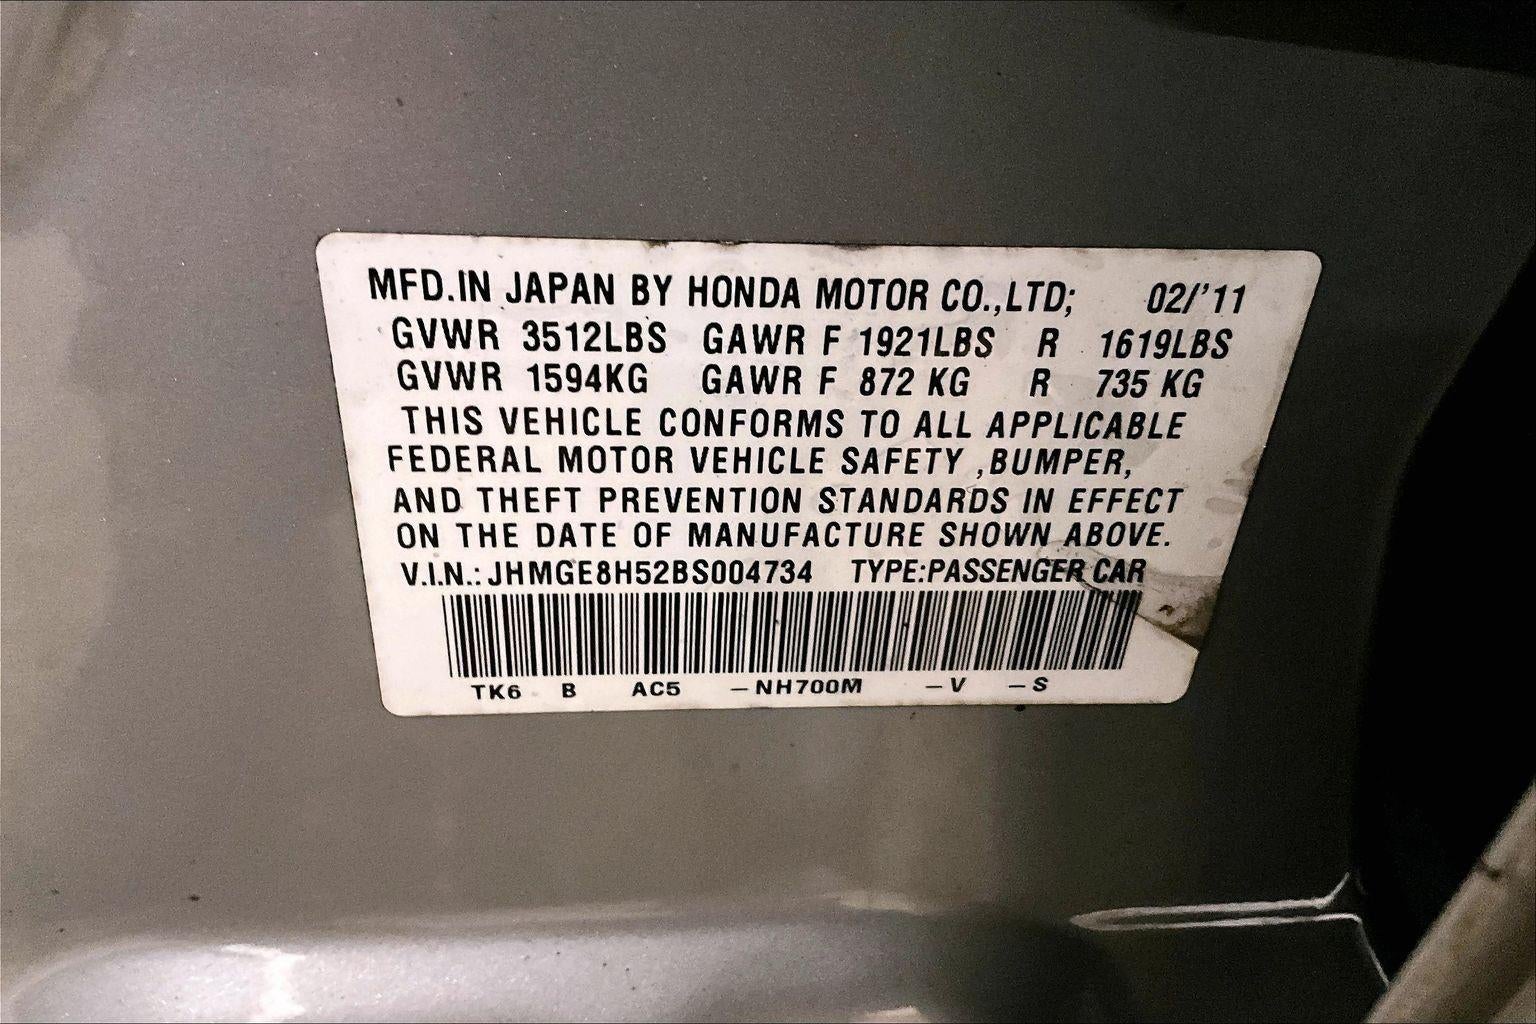 MFD.IN JAPAN BY HONDA MOTOR CO.,LTD; 02/'11
GVWR 3512LBS GAWR F 1921LBS R 1619LBS
GVWR 1594KG GAWR F 872 KG R 735 KG
THIS VEHICLE CONFORMS TO ALL APPLICABLE
FEDERAL MOTOR VEHICLE SAFETY ,BUMPER,
AND THEFT PREVENTION STANDARDS IN EFFECT
ON THE DATE OF MANUFACTURE SHOWN ABOVE.
V.I.N.: JHMGE8H52BS004734 TYPE:PASSENGER CAR
TK6 B AC5 -NH700M -V -S